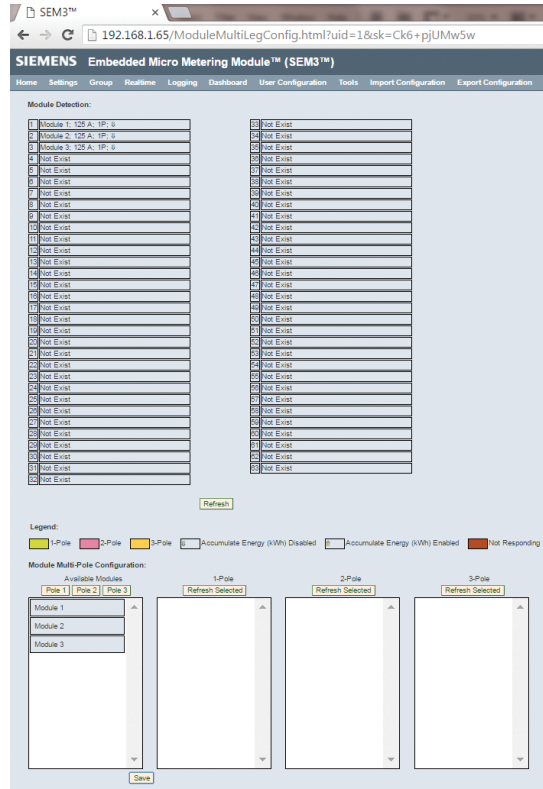 SEM3™
192.168.1.65/ModuleMultiLegConfig.html?uid=1&sk=Ck6+pjUMw5w
SIEMENS Embedded Micro Metering Module™ (SEM3™)
Home Settings Group Realtime Logging Dashboard User Configuration Tools Import Configuration Export Configuration
Module Detection:
1 Module 1; 125 A; 1P;
2 Module 2; 125 A; 1P;
3 Module 3; 125 A; 1P;
4 Not Exist
5 Not Exist
6 Not Exist
7 Not Exist
8 Not Exist
9 Not Exist
10 Not Exist
11 Not Exist
12 Not Exist
13 Not Exist
14 Not Exist
15 Not Exist
16 Not Exist
17 Not Exist
18 Not Exist
19 Not Exist
20 Not Exist
21 Not Exist
22 Not Exist
23 Not Exist
24 Not Exist
25 Not Exist
26 Not Exist
27 Not Exist
28 Not Exist
29 Not Exist
30 Not Exist
31 Not Exist
32 Not Exist
33 Not Exist
34 Not Exist
35 Not Exist
36 Not Exist
37 Not Exist
38 Not Exist
39 Not Exist
40 Not Exist
41 Not Exist
42 Not Exist
43 Not Exist
44 Not Exist
45 Not Exist
46 Not Exist
47 Not Exist
48 Not Exist
49 Not Exist
50 Not Exist
51 Not Exist
52 Not Exist
53 Not Exist
54 Not Exist
55 Not Exist
56 Not Exist
57 Not Exist
58 Not Exist
59 Not Exist
60 Not Exist
61 Not Exist
62 Not Exist
63 Not Exist
Refresh
Legend:
1-Pole 2-Pole 3-Pole Accumulate Energy (kWh) Disabled Accumulate Energy (kWh) Enabled Not Responding
Module Multi-Pole Configuration:
Available Modules 1-Pole 2-Pole 3-Pole
Pole 1 Pole 2 Pole 3 Refresh Selected Refresh Selected Refresh Selected
Module 1
Module 2
Module 3
Save